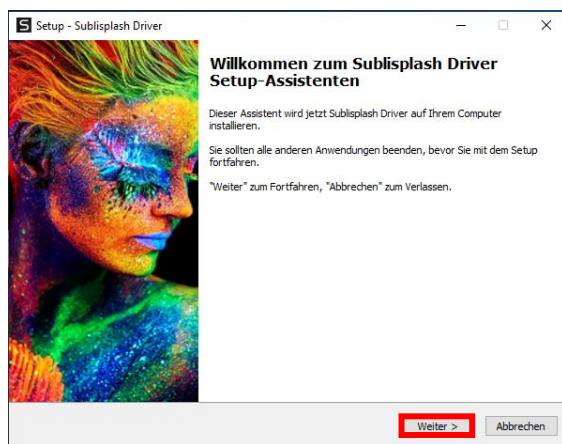 S Setup - Sublisplash Driver
Willkommen zum Sublisplash Driver
Setup-Assistenten
Dieser Assistent wird jetzt Sublisplash Driver auf Ihrem Computer
installieren.
Sie sollten alle anderen Anwendungen beenden, bevor Sie mit dem Setup
fortfahren.
"Weiter" zum Fortfahren, "Abbrechen" zum Verlassen.
Weiter > Abbrechen